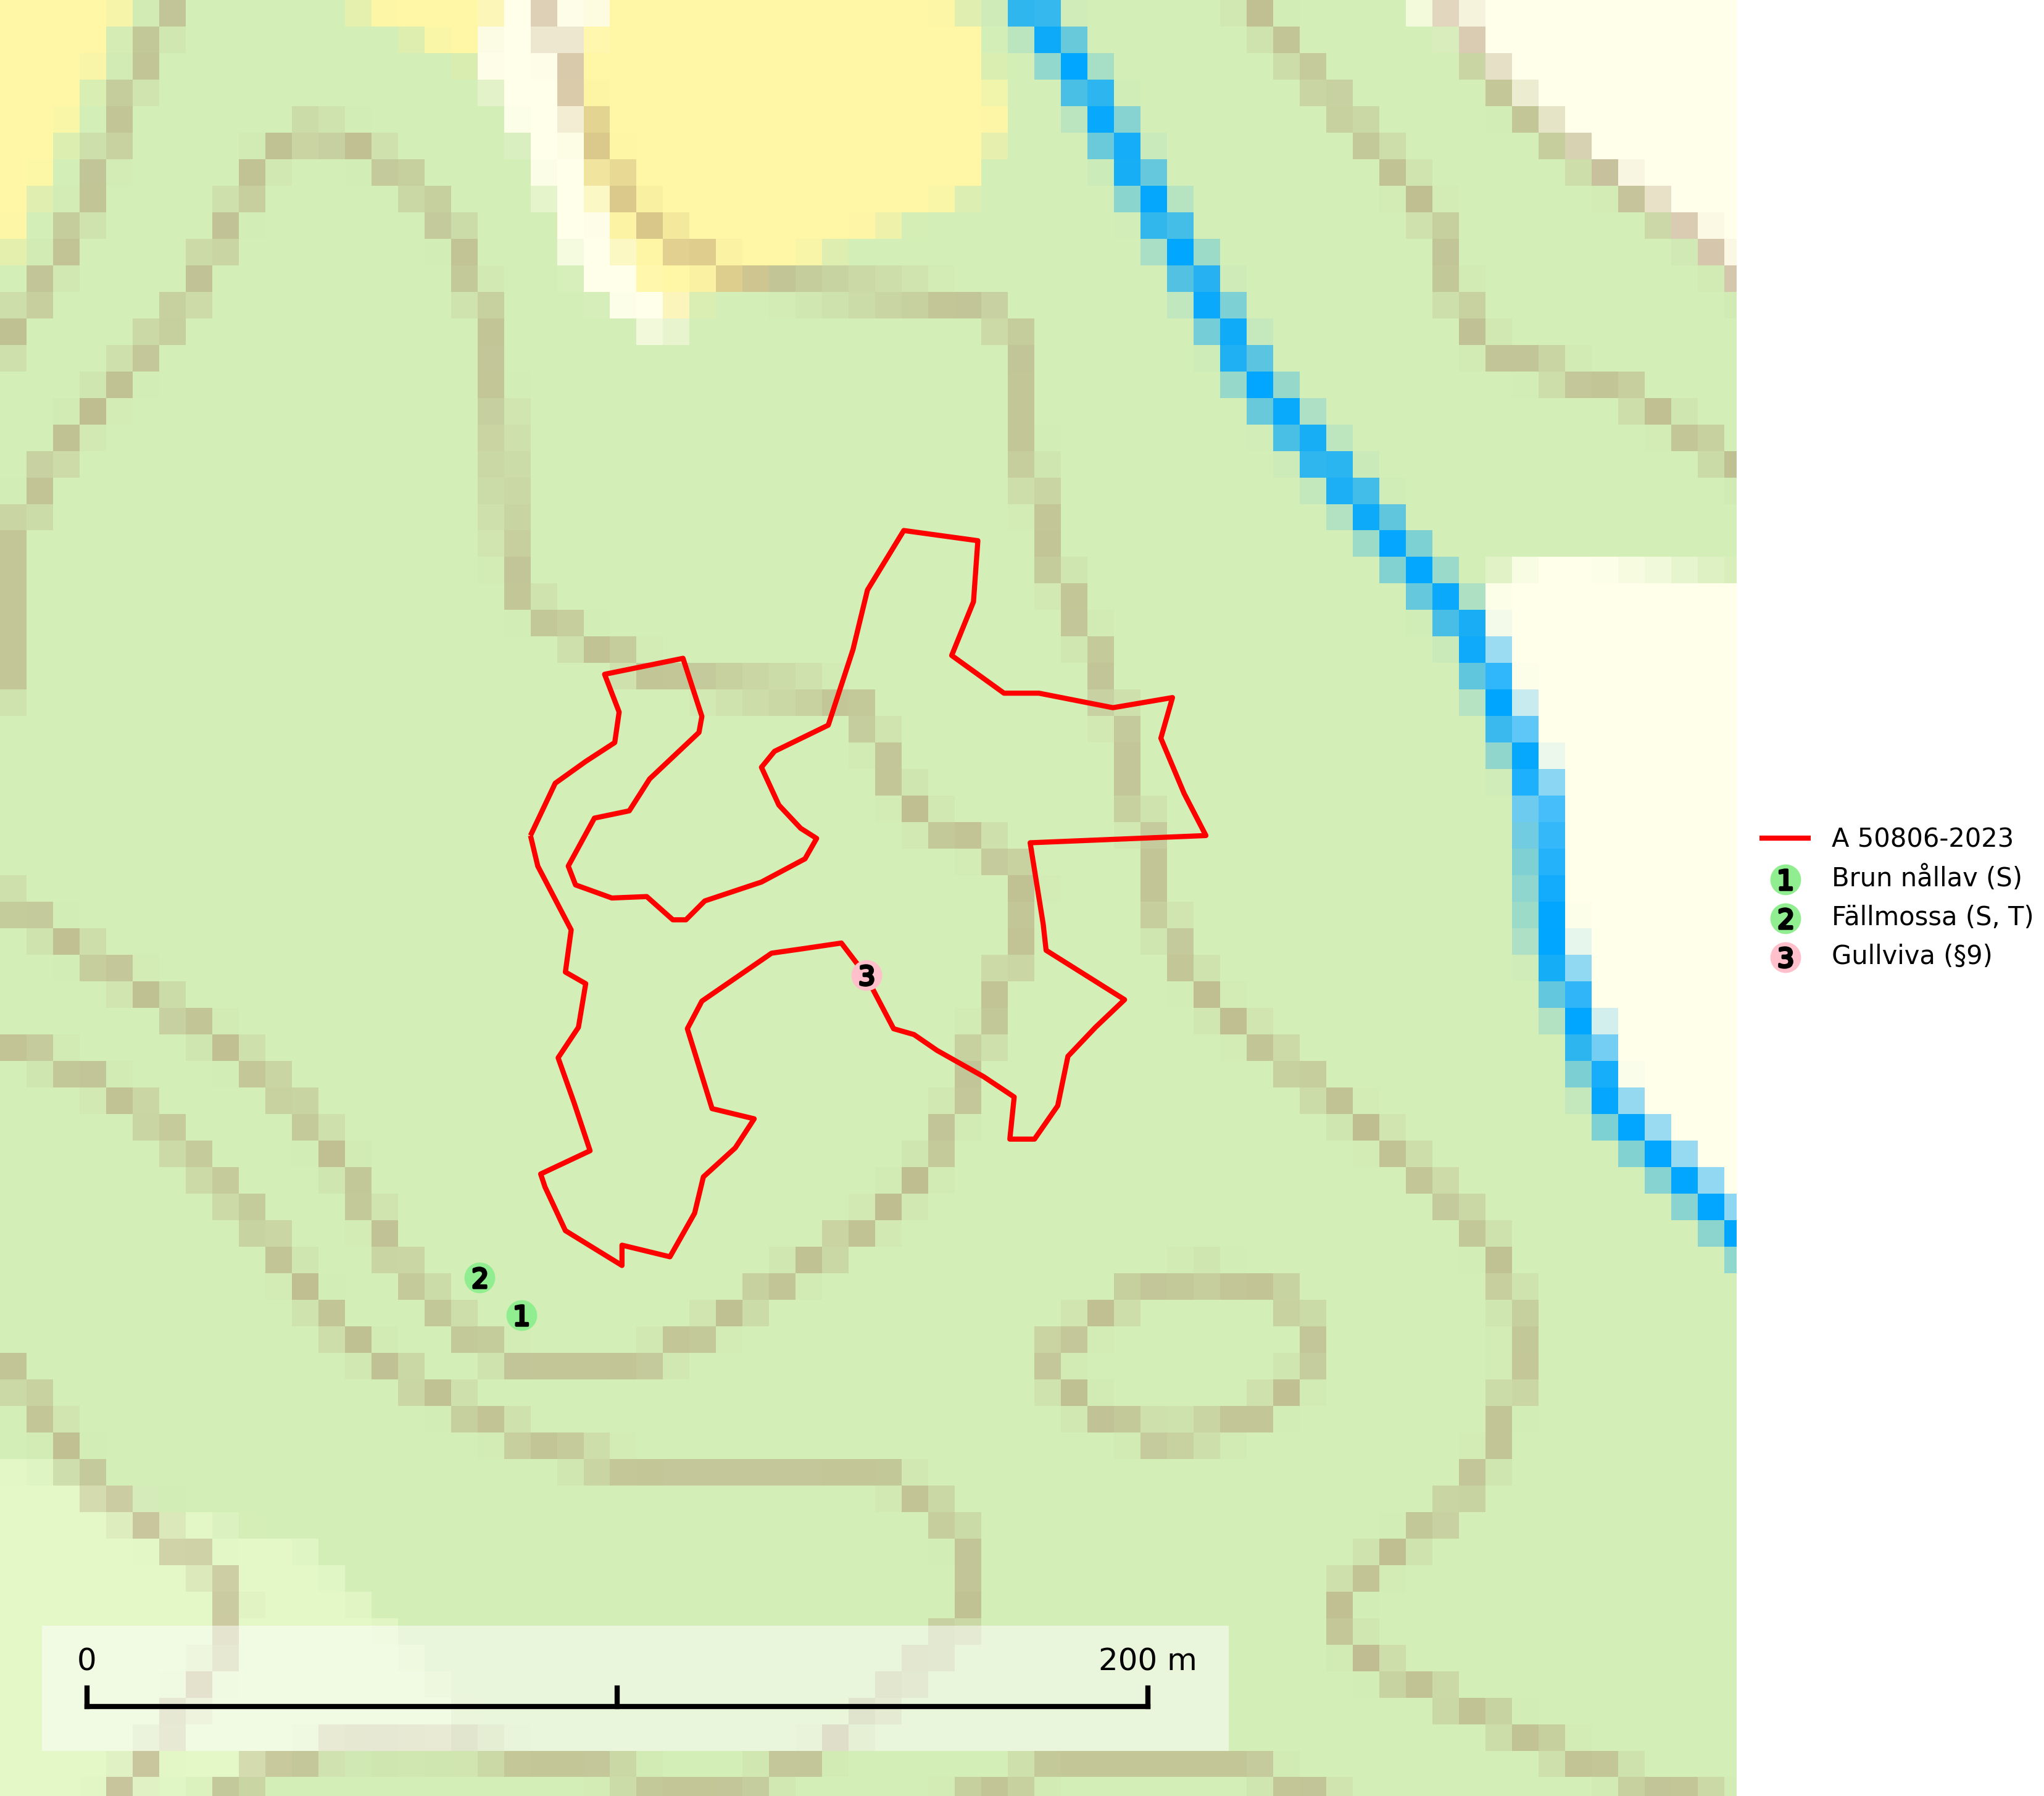 3
2
1
0
200 m
A 50806-2023
1 Brun nållav (S)
2 Fällmossa (S, T)
3 Gullviva (§9)